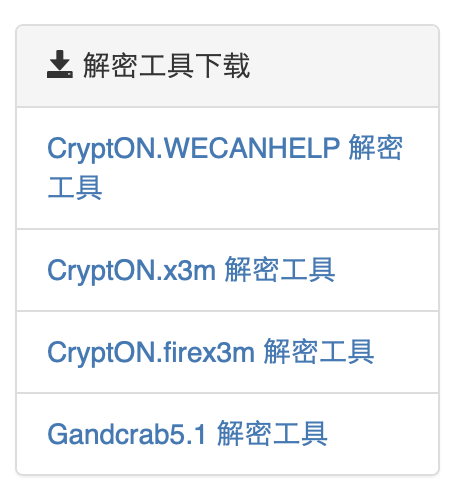 解密工具下载
CryptON.WECANHELP 解密
工具
CryptON.x3m 解密工具
CryptON.firex3m 解密工具
Gandcrab5.1 解密工具